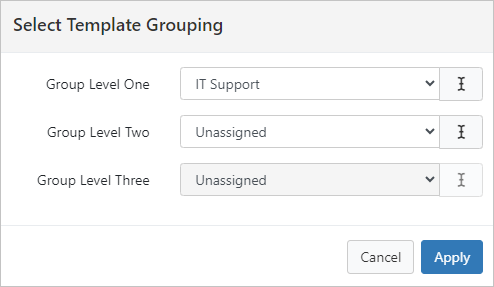 Select Template Grouping
Group Level One IT Support
Group Level Two Unassigned
Group Level Three Unassigned
Cancel Apply